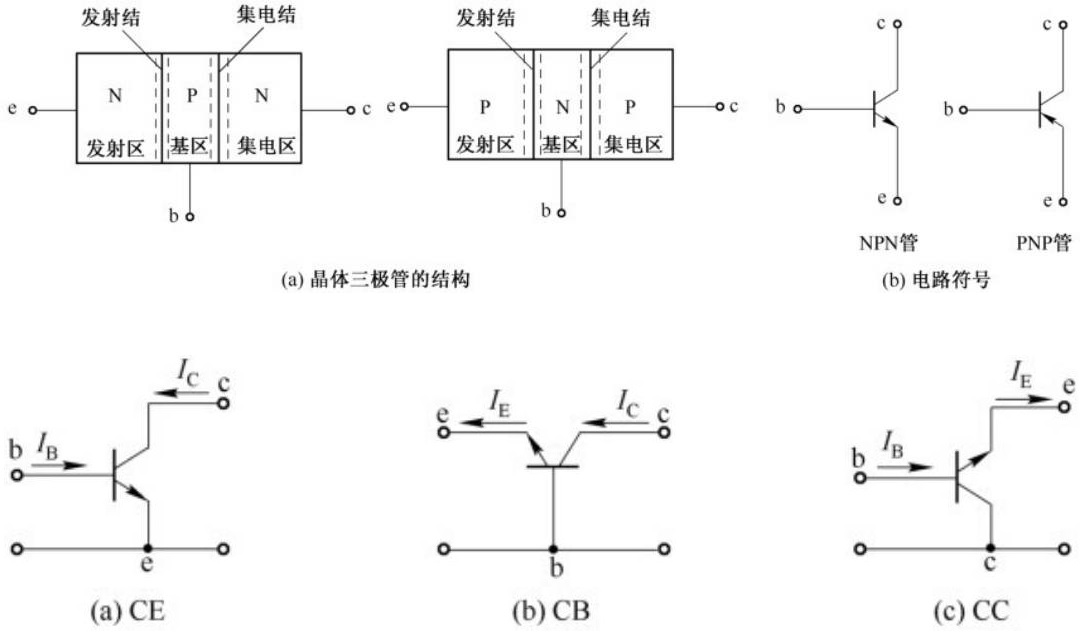 发射结 集电结
N P N
e c
发射区 基区 集电区
b
发射结 集电结
P N P
e c
发射区 基区 集电区
b
(a) 晶体三极管的结构
c
b
e
NPN管
c
b
e
PNP管
(b) 电路符号
I_C c
b I_B
e
(a) CE
e I_E I_C c
b
(b) CB
I_E e
b I_B
c
(c) CC